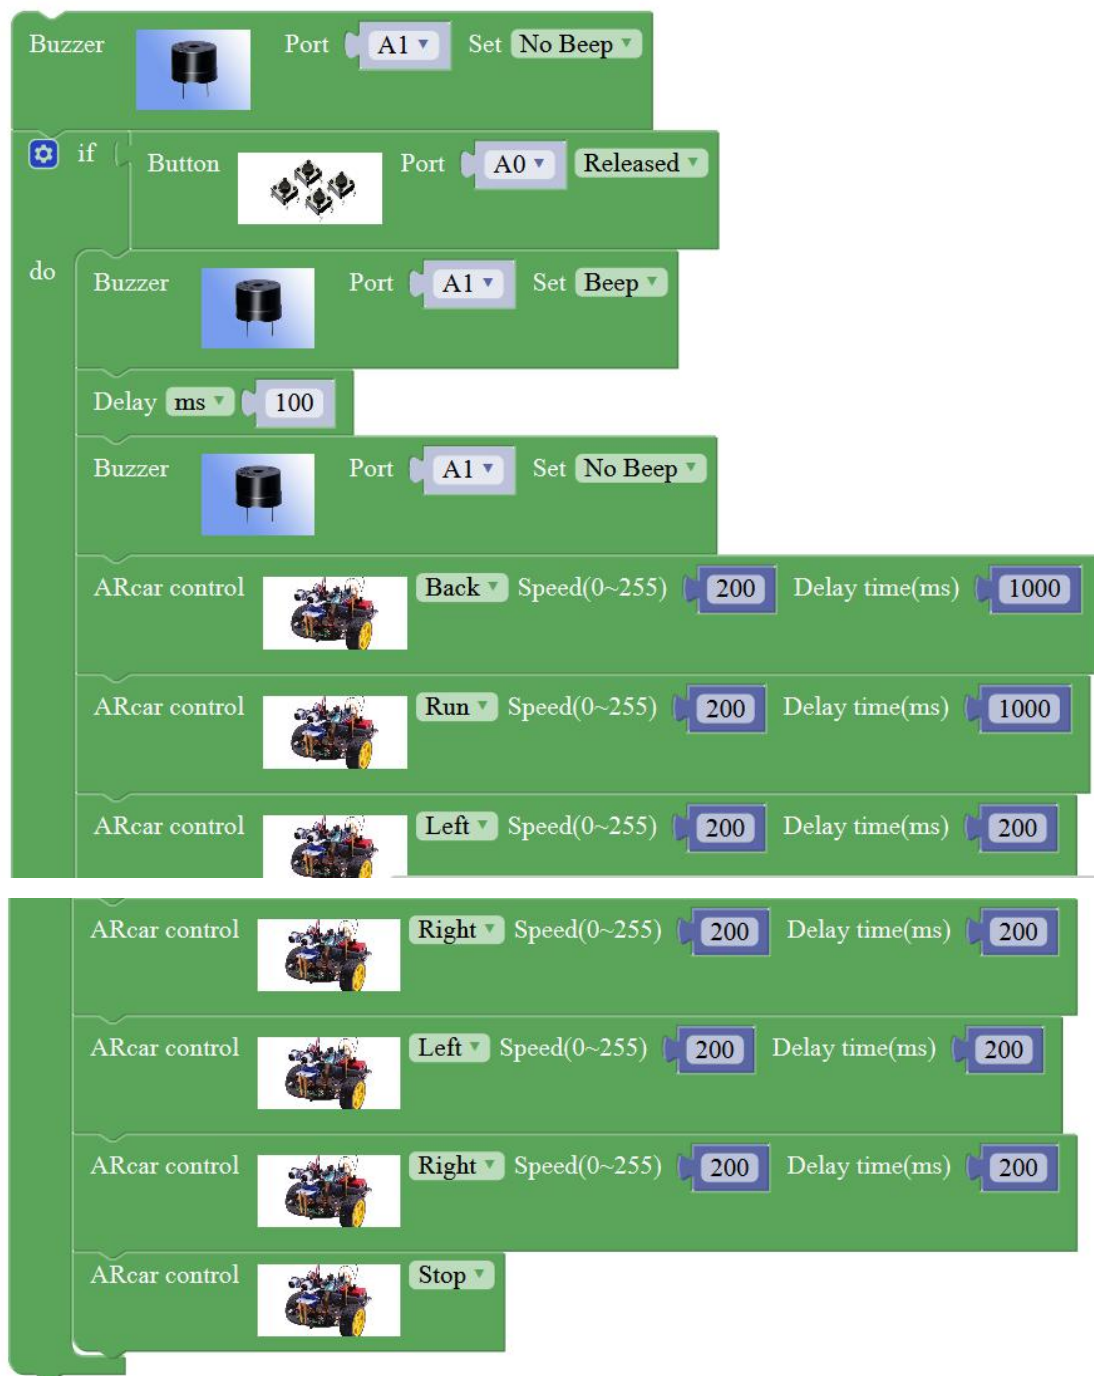 Buzzer Port A1 Set No Beep
if Button Port A0 Released
do Buzzer Port A1 Set Beep
Delay ms 100
Buzzer Port A1 Set No Beep
ARcar control Back Speed(0~255) 200 Delay time(ms) 1000
ARcar control Run Speed(0~255) 200 Delay time(ms) 1000
ARcar control Left Speed(0~255) 200 Delay time(ms) 200
ARcar control Right Speed(0~255) 200 Delay time(ms) 200
ARcar control Left Speed(0~255) 200 Delay time(ms) 200
ARcar control Right Speed(0~255) 200 Delay time(ms) 200
ARcar control Stop